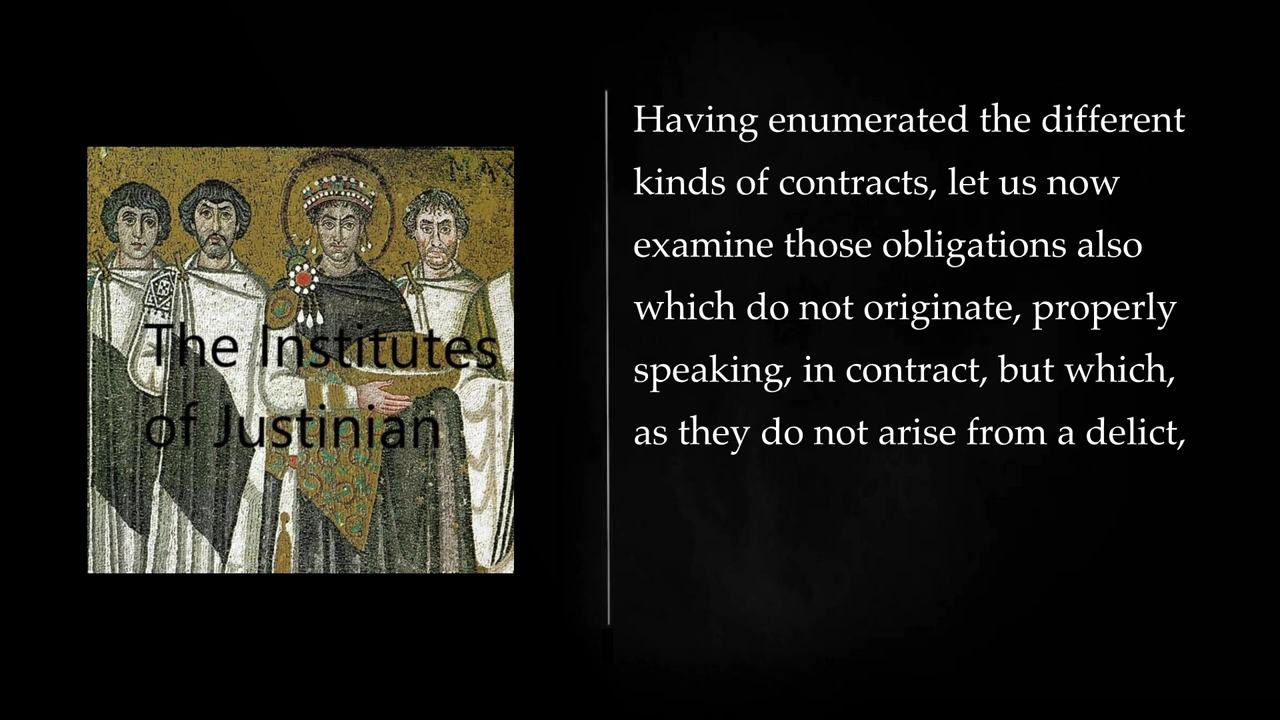 The Institutes
of Justinian
Having enumerated the different
kinds of contracts, let us now
examine those obligations also
which do not originate, properly
speaking, in contract, but which,
as they do not arise from a delict,